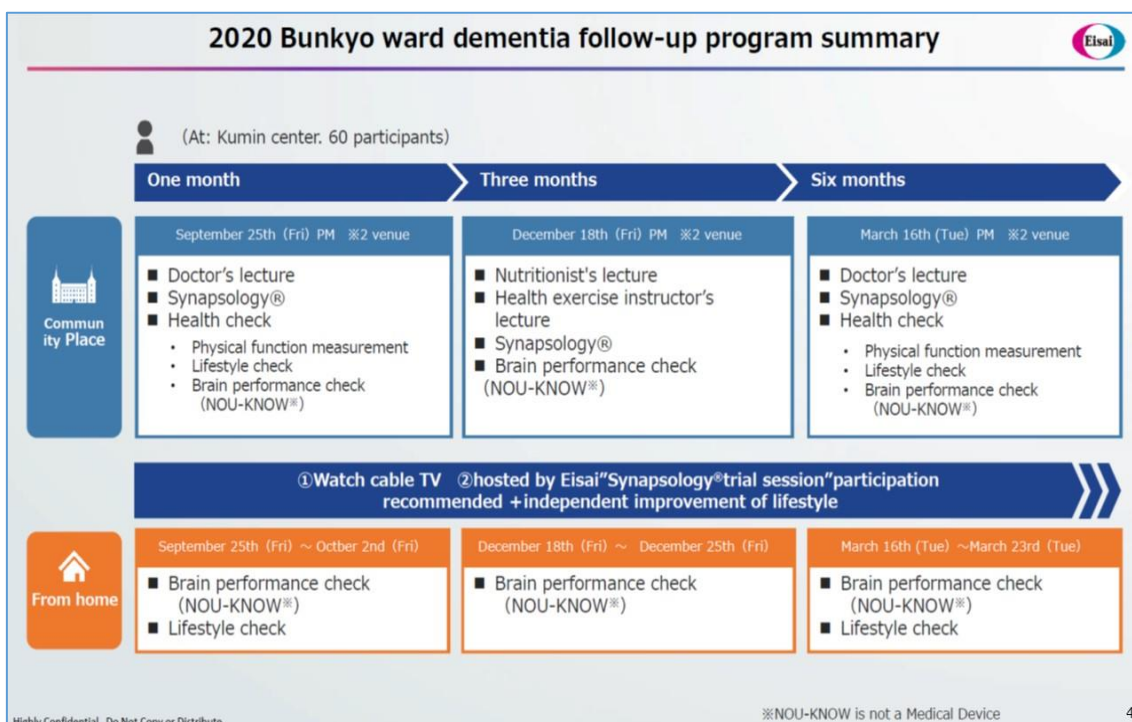 2020 Bunkyo ward dementia follow-up program summary
Eisai
(At: Kumin center. 60 participants)
One month
Three months
Six months
Commun
ity Place
September 25th (Fri) PM ※2 venue
■ Doctor's lecture
■ Synapsology®
■ Health check
• Physical function measurement
• Lifestyle check
• Brain performance check
(NOU-KNOW※)
December 18th (Fri) PM ※2 venue
■ Nutritionist's lecture
■ Health exercise instructor's
lecture
■ Synapsology®
■ Brain performance check
(NOU-KNOW※)
March 16th (Tue) PM ※2 venue
■ Doctor's lecture
■ Synapsology®
■ Health check
• Physical function measurement
• Lifestyle check
• Brain performance check
(NOU-KNOW※)
①Watch cable TV ②hosted by Eisai"Synapsology®trial session"participation
recommended +independent improvement of lifestyle
From home
September 25th (Fri) ~ Octber 2nd (Fri)
■ Brain performance check
(NOU-KNOW※)
■ Lifestyle check
December 18th (Fri) ~ December 25th (Fri)
■ Brain performance check
(NOU-KNOW※)
March 16th (Tue) ~March 23rd (Tue)
■ Brain performance check
(NOU-KNOW※)
■ Lifestyle check
Highly Confidential Do Not Copy or Distribute
※NOU-KNOW is not a Medical Device
4